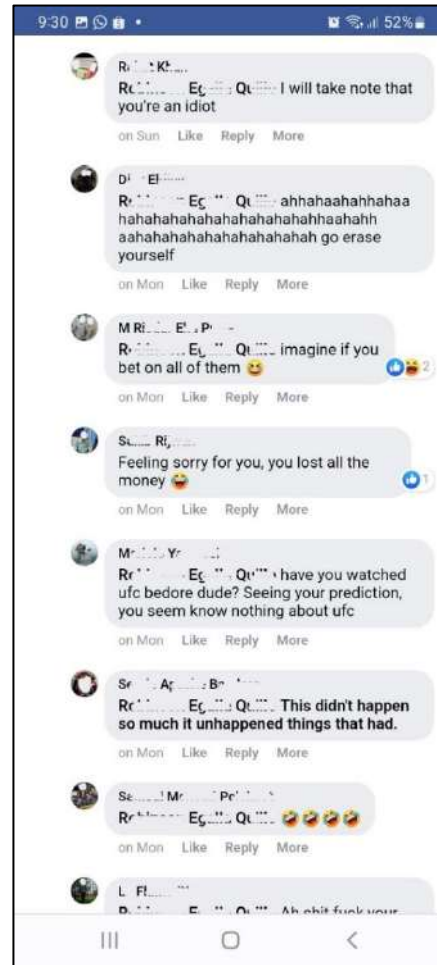 9:30
52%
I will take note that
you're an idiot
on Sun Like Reply More
ahhahaahahhahaa
hahahahahahahahahahahahhaahahh
aahahahahahahahahahahah go erase
yourself
on Mon Like Reply More
imagine if you
bet on all of them
2
on Mon Like Reply More
Feeling sorry for you, you lost all the
money
1
on Mon Like Reply More
have you watched
ufc bedore dude? Seeing your prediction,
you seem know nothing about ufc
on Mon Like Reply More
This didn't happen
so much it unhappened things that had.
on Mon Like Reply More
on Mon Like Reply More